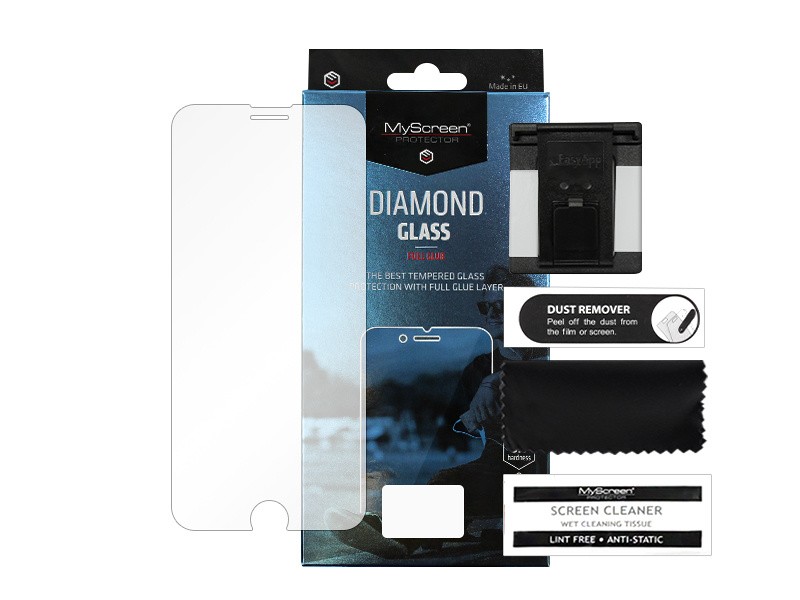 Made in EU
MyScreen®
PROTECTOR
DIAMOND
GLASS
FULL GLUE
THE BEST TEMPERED GLASS
PROTECTION WITH FULL GLUE LAYER
hardness
EasyApp
DUST REMOVER
Peel off the dust from
the film or screen.
MyScreen
PROTECTOR
SCREEN CLEANER
WET CLEANING TISSUE
LINT FREE • ANTI-STATIC